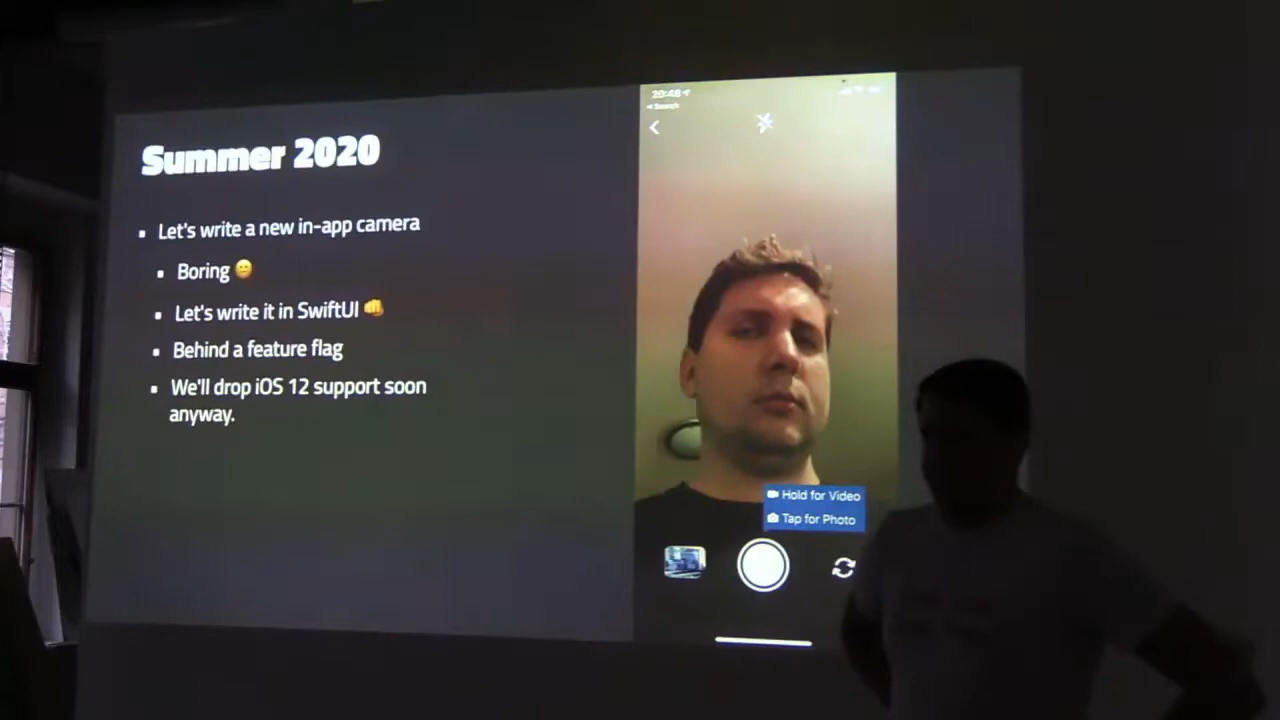 Summer 2020
Let's write a new in-app camera
Boring 😊
Let's write it in SwiftUI 👊
Behind a feature flag
We'll drop iOS 12 support soon
anyway.
20:48
Search
Hold for Video
Tap for Photo